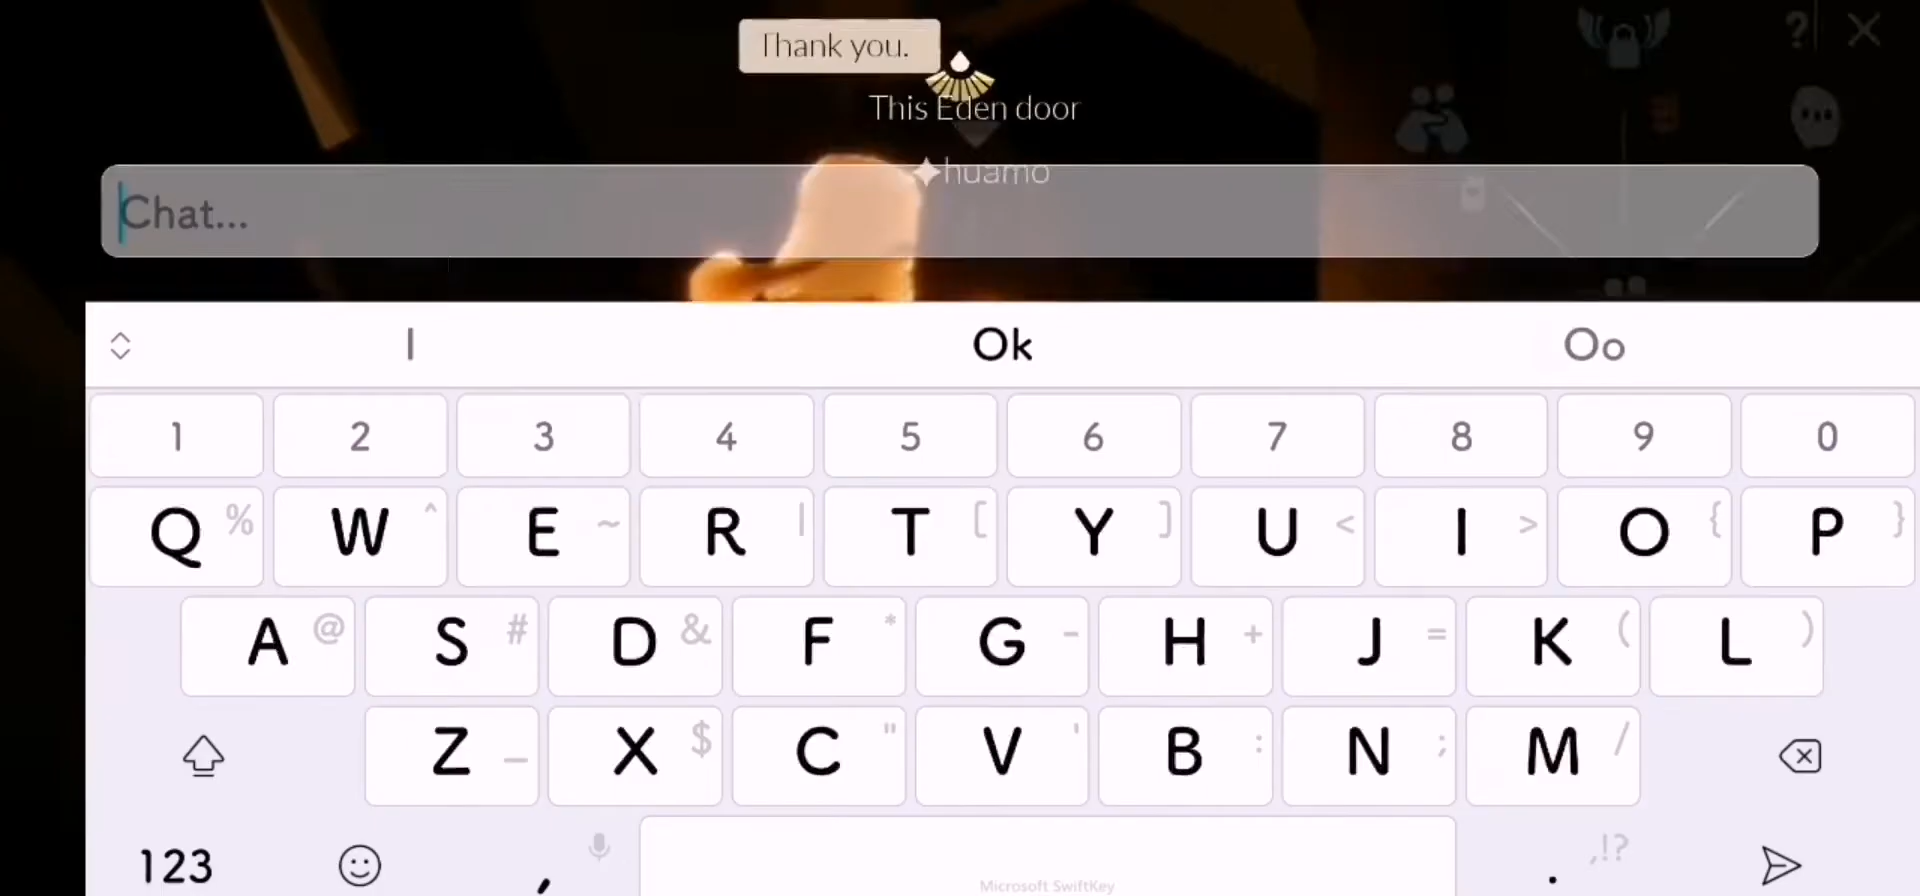 Thank you.
?
This Eden door
huamo
Chat...
I Ok Oo
1 2 3 4 5 6 7 8 9 0
Q % W ^ E ~ R | T [ Y ] U < I > O { P }
A @ S # D & F * G - H + J = K ( L )
Z _ X $ C " V ' B : N ; M /
123 , . ,!?
Microsoft SwiftKey